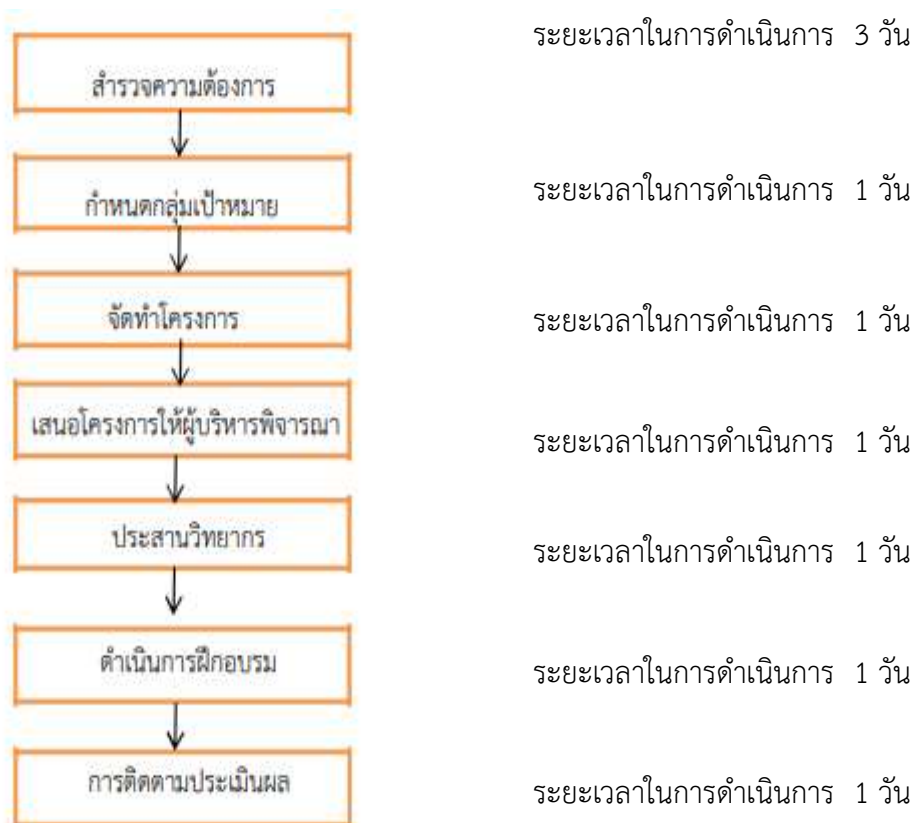 ระยะเวลาในการดำเนินการ 3 วัน
สำรวจความต้องการ
กำหนดกลุ่มเป้าหมาย
ระยะเวลาในการดำเนินการ 1 วัน
จัดทำโครงการ
ระยะเวลาในการดำเนินการ 1 วัน
เสนอโครงการให้ผู้บริหารพิจารณา
ระยะเวลาในการดำเนินการ 1 วัน
ประสานวิทยากร
ระยะเวลาในการดำเนินการ 1 วัน
ดำเนินการฝึกอบรม
ระยะเวลาในการดำเนินการ 1 วัน
การติดตามประเมินผล
ระยะเวลาในการดำเนินการ 1 วัน